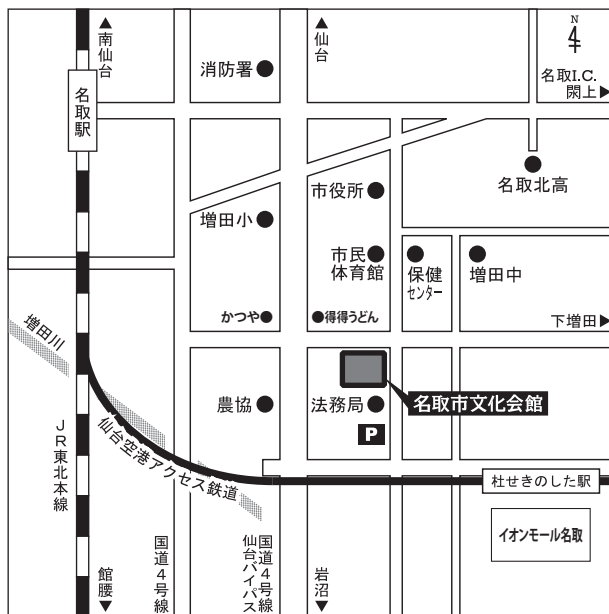 ▲南仙台
▲仙台
N
4
消防署
名取I.C.
閖上▶
名取駅
名取北高
市役所
増田小
市民
体育館
保健
センター
増田中
かつや
得得うどん
下増田▶
増田川
農協
法務局
名取市文化会館
P
仙台空港アクセス鉄道
JR東北本線
杜せきのした駅
イオンモール名取
館腰▼
国道4号線
国道4号線
仙台バイパス
岩沼▼